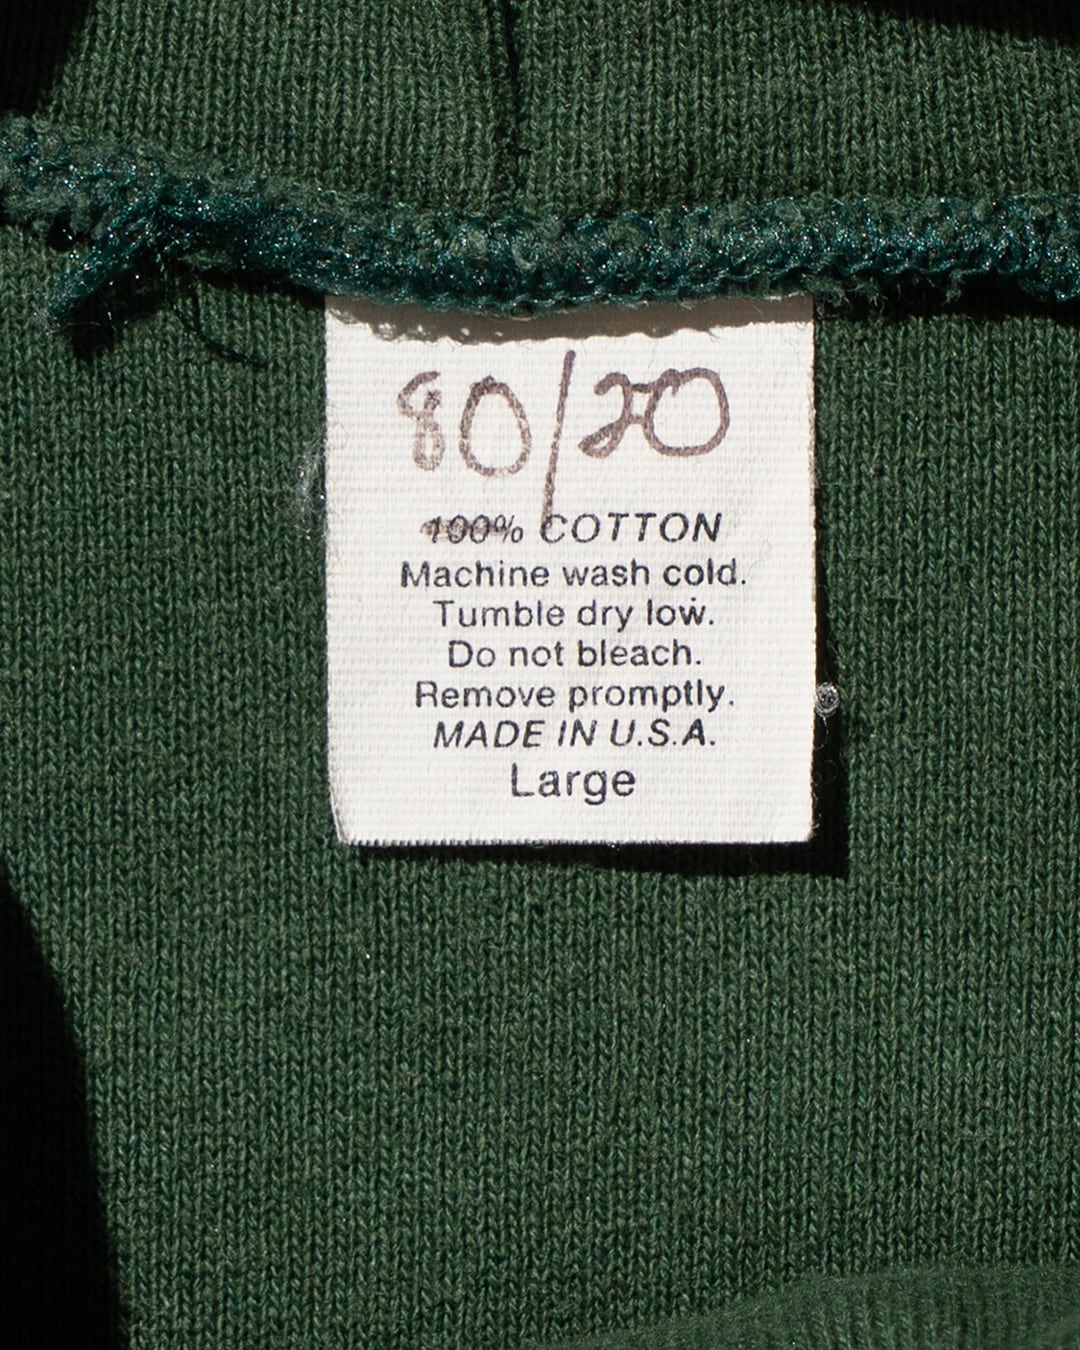 80/20
100% COTTON
Machine wash cold.
Tumble dry low.
Do not bleach.
Remove promptly.
MADE IN U.S.A.
Large